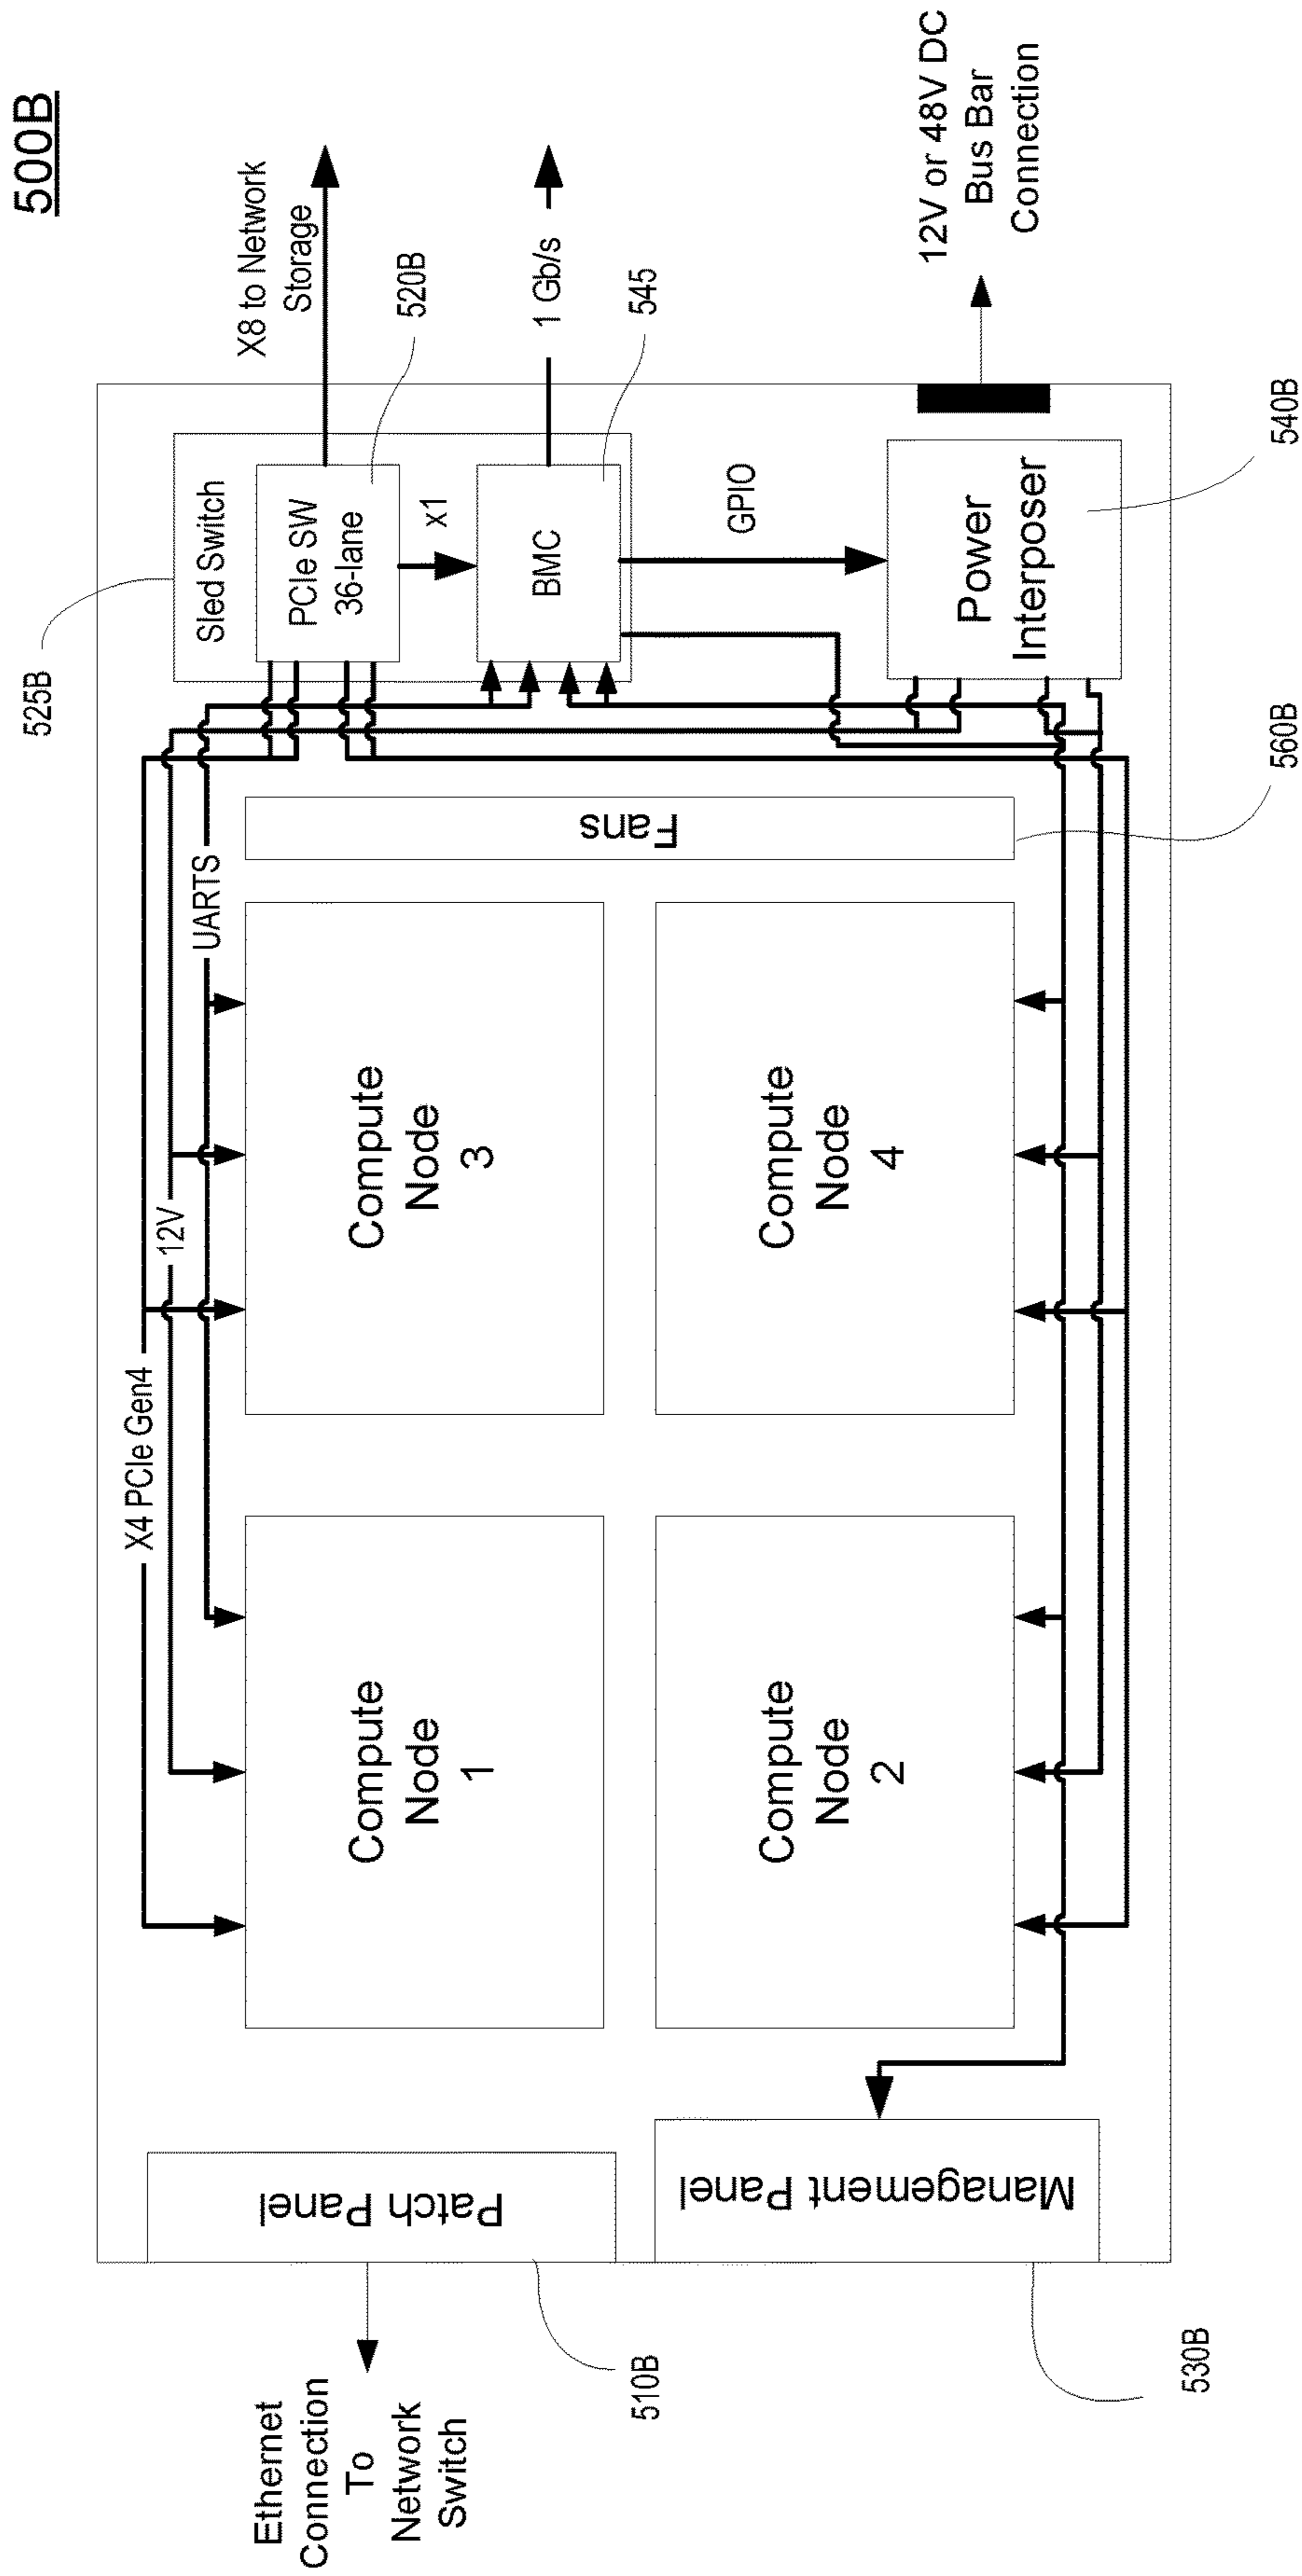 500B
X8 to Network
Storage
520B
1 Gb/s
545
12V or 48V DC
Bus Bar
Connection
525B
Sled Switch
PCIe SW
36-lane
x1
BMC
GPIO
Power
Interposer
540B
560B
Fans
UARTS
12V
X4 PCIe Gen4
Compute
Node
3
Compute
Node
4
Compute
Node
1
Compute
Node
2
Patch Panel
Management Panel
510B
530B
Ethernet
Connection
To
Network
Switch